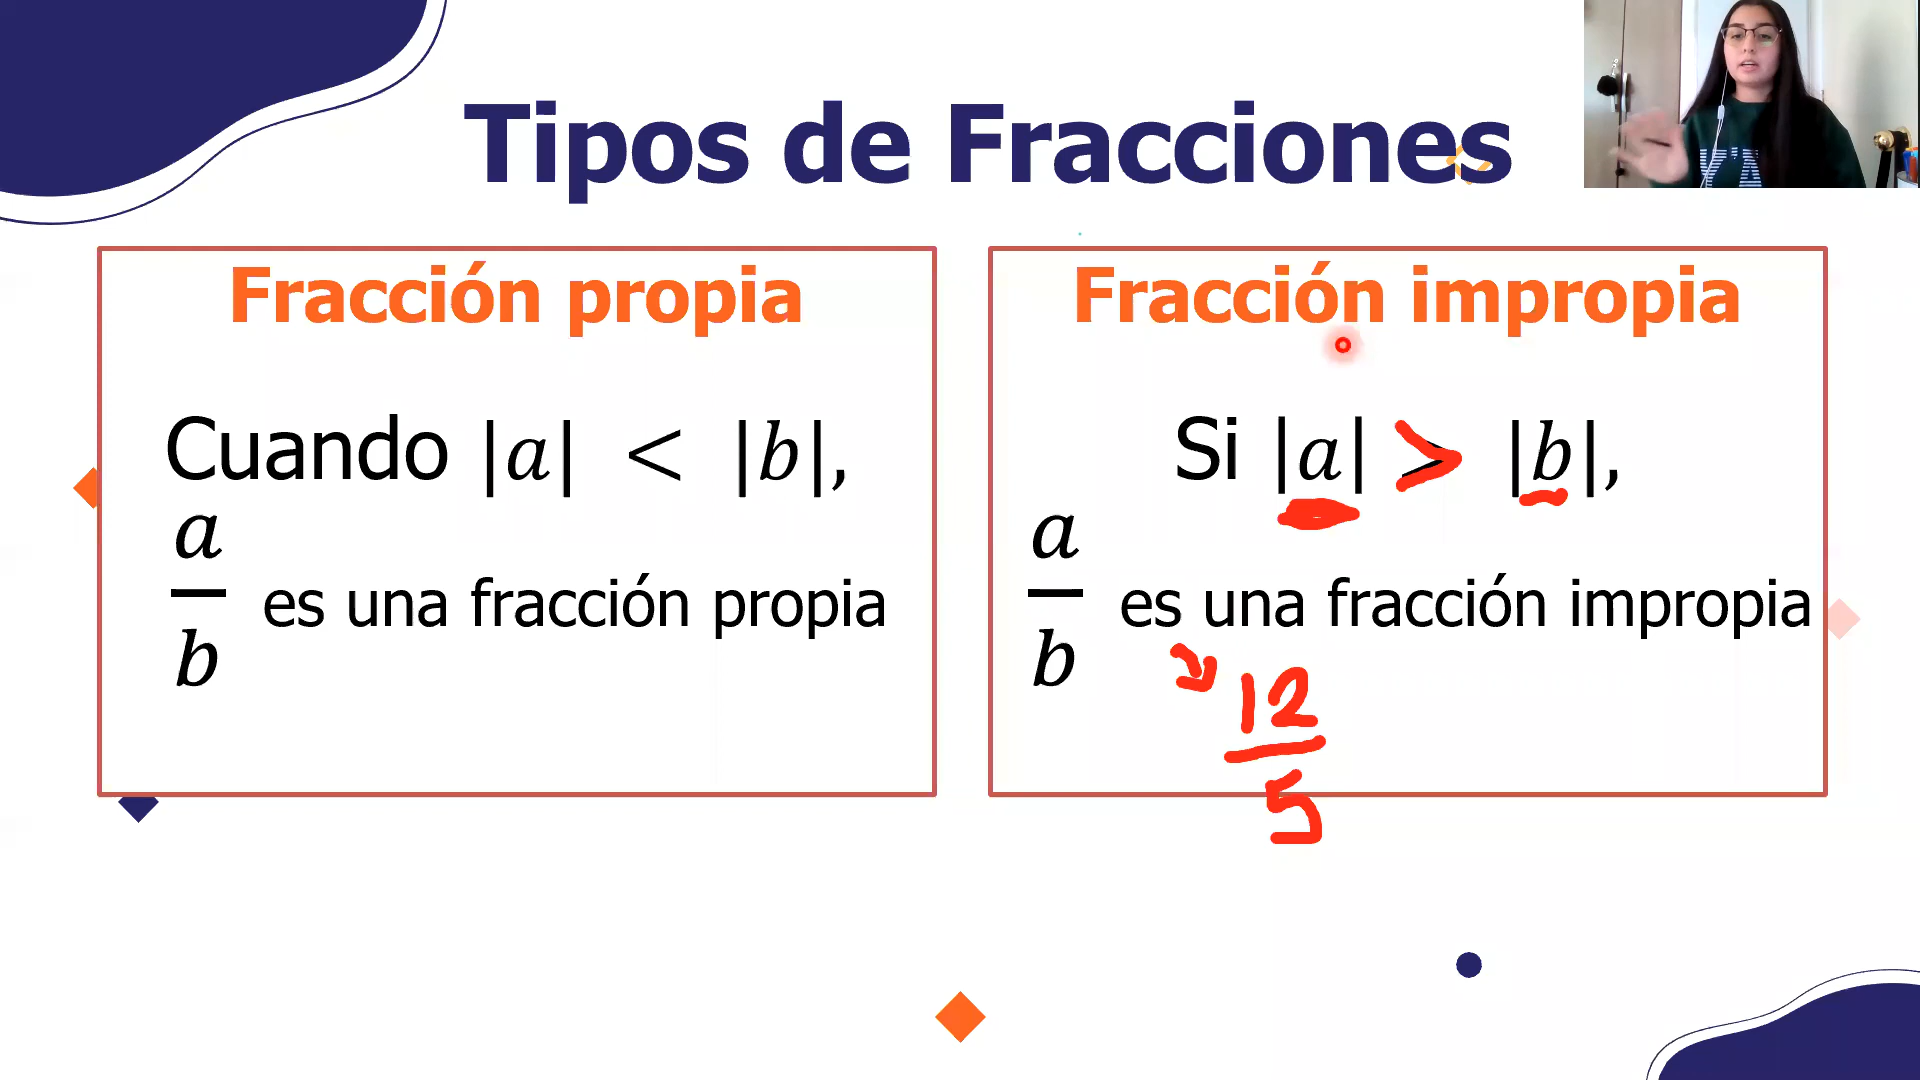 Tipos de Fracciones
Fracción propia
Cuando |a| < |b|,
a
b
es una fracción propia
Fracción impropia
Si |a| > |b|,
a
b
es una fracción impropia
12
5